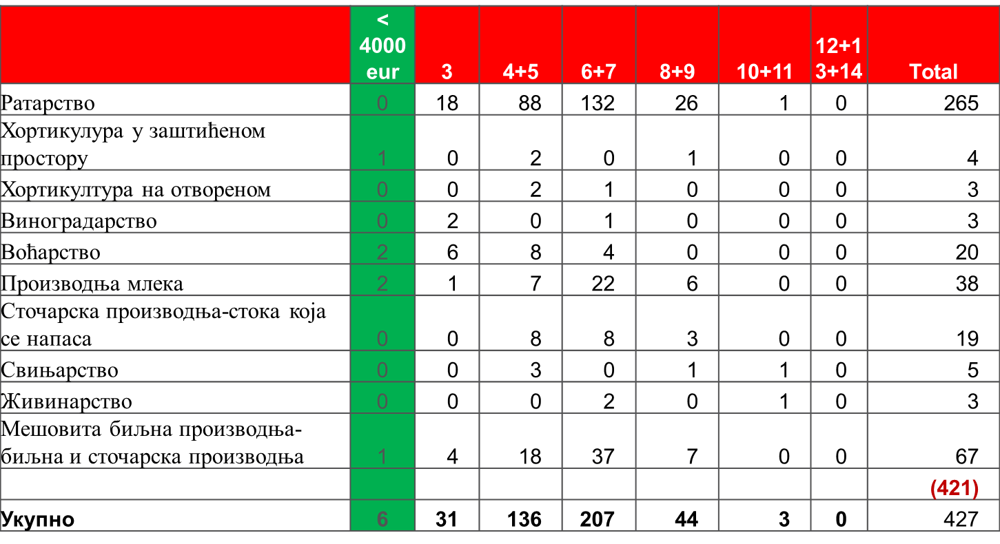 < 4000 eur 3 4+5 6+7 8+9 10+11 12+1 3+14 Total
Ратарство 0 18 88 132 26 1 0 265
Хортикулура у заштићеном
простору 1 0 2 0 1 0 0 4
Хортикултура на отвореном 0 0 2 1 0 0 0 3
Виноградарство 0 2 0 1 0 0 0 3
Воћарство 2 6 8 4 0 0 0 20
Производња млека 2 1 7 22 6 0 0 38
Сточарска производња-стока која
се напаса 0 0 8 8 3 0 0 19
Свињарство 0 0 3 0 1 1 0 5
Живинарство 0 0 0 2 0 1 0 3
Мешовита биљна производња-
биљна и сточарска производња 1 4 18 37 7 0 0 67
(421)
Укупно 6 31 136 207 44 3 0 427